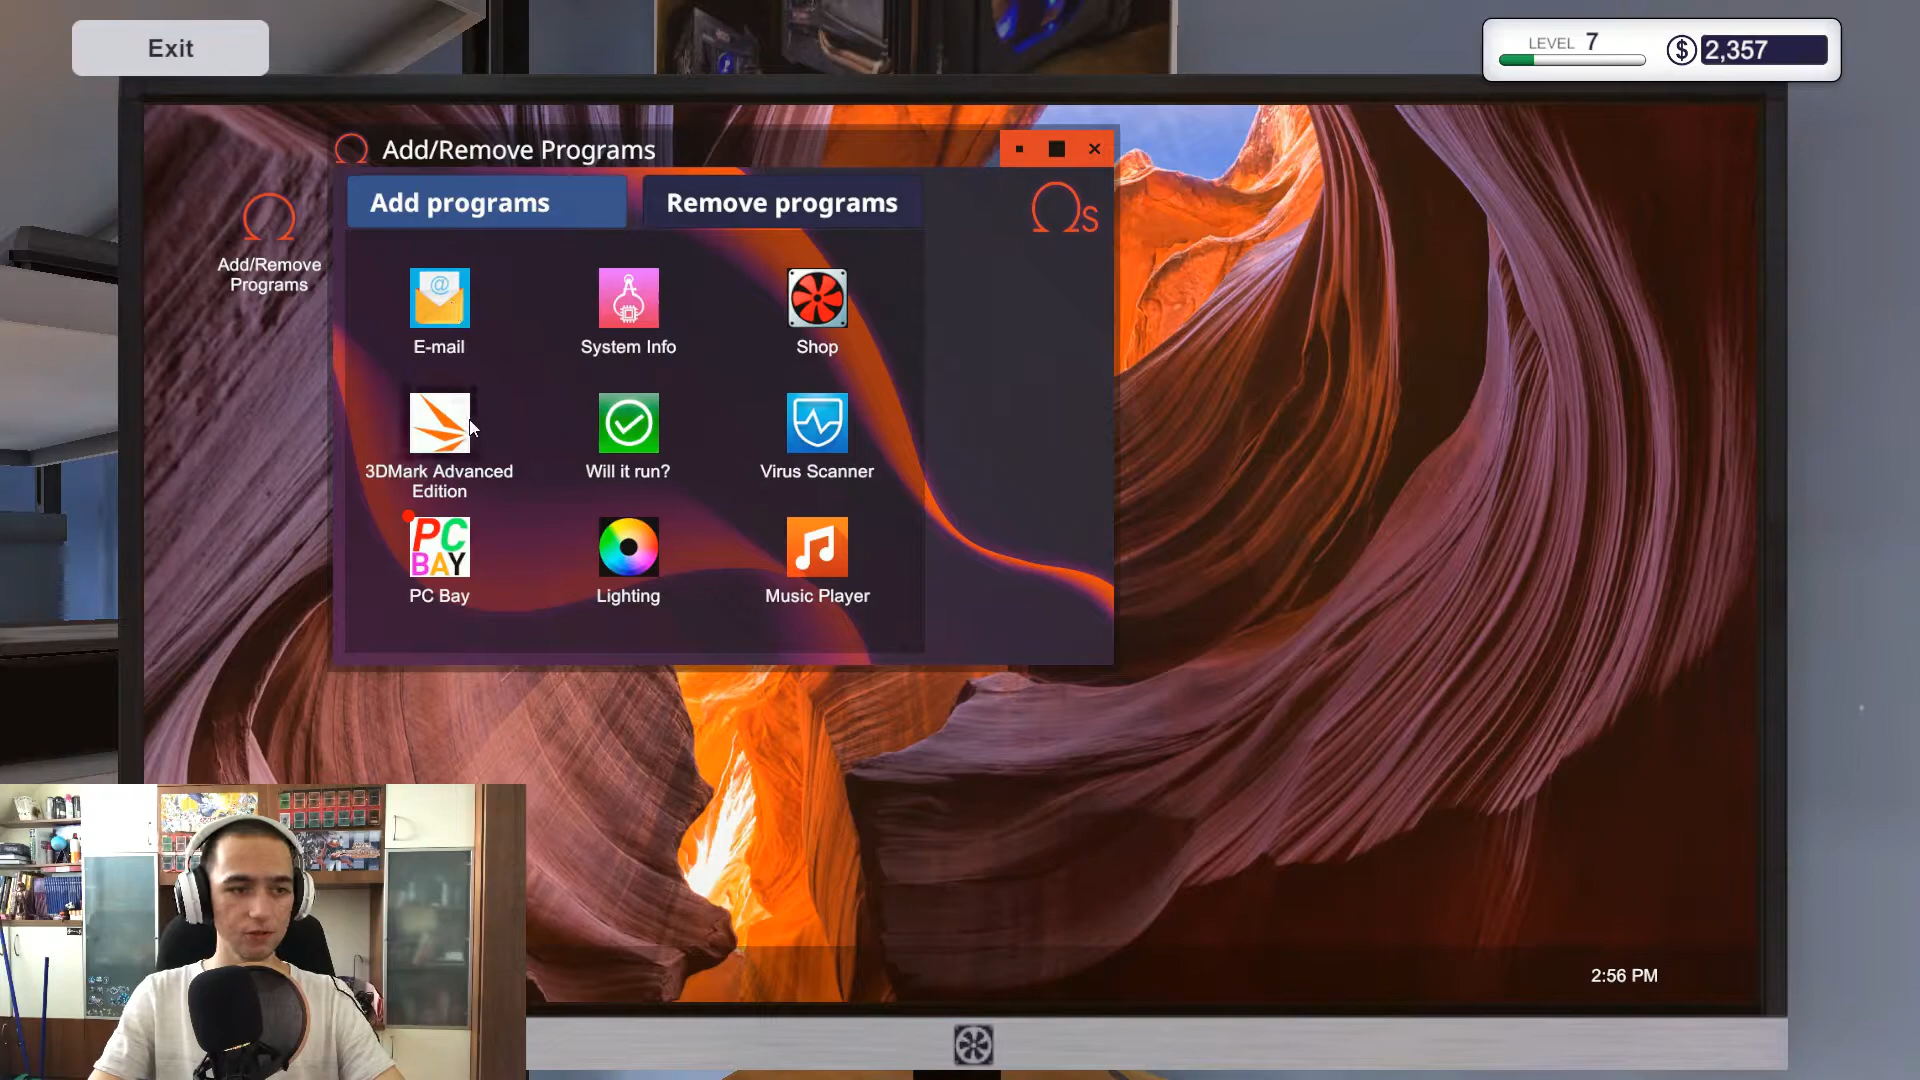 Exit
LEVEL 7
$ 2,357
Add/Remove Programs
Add programs
Remove programs
Ωs
Add/Remove
Programs
E-mail
System Info
Shop
3DMark Advanced
Edition
Will it run?
Virus Scanner
PC
BAY
PC Bay
Lighting
Music Player
2:56 PM